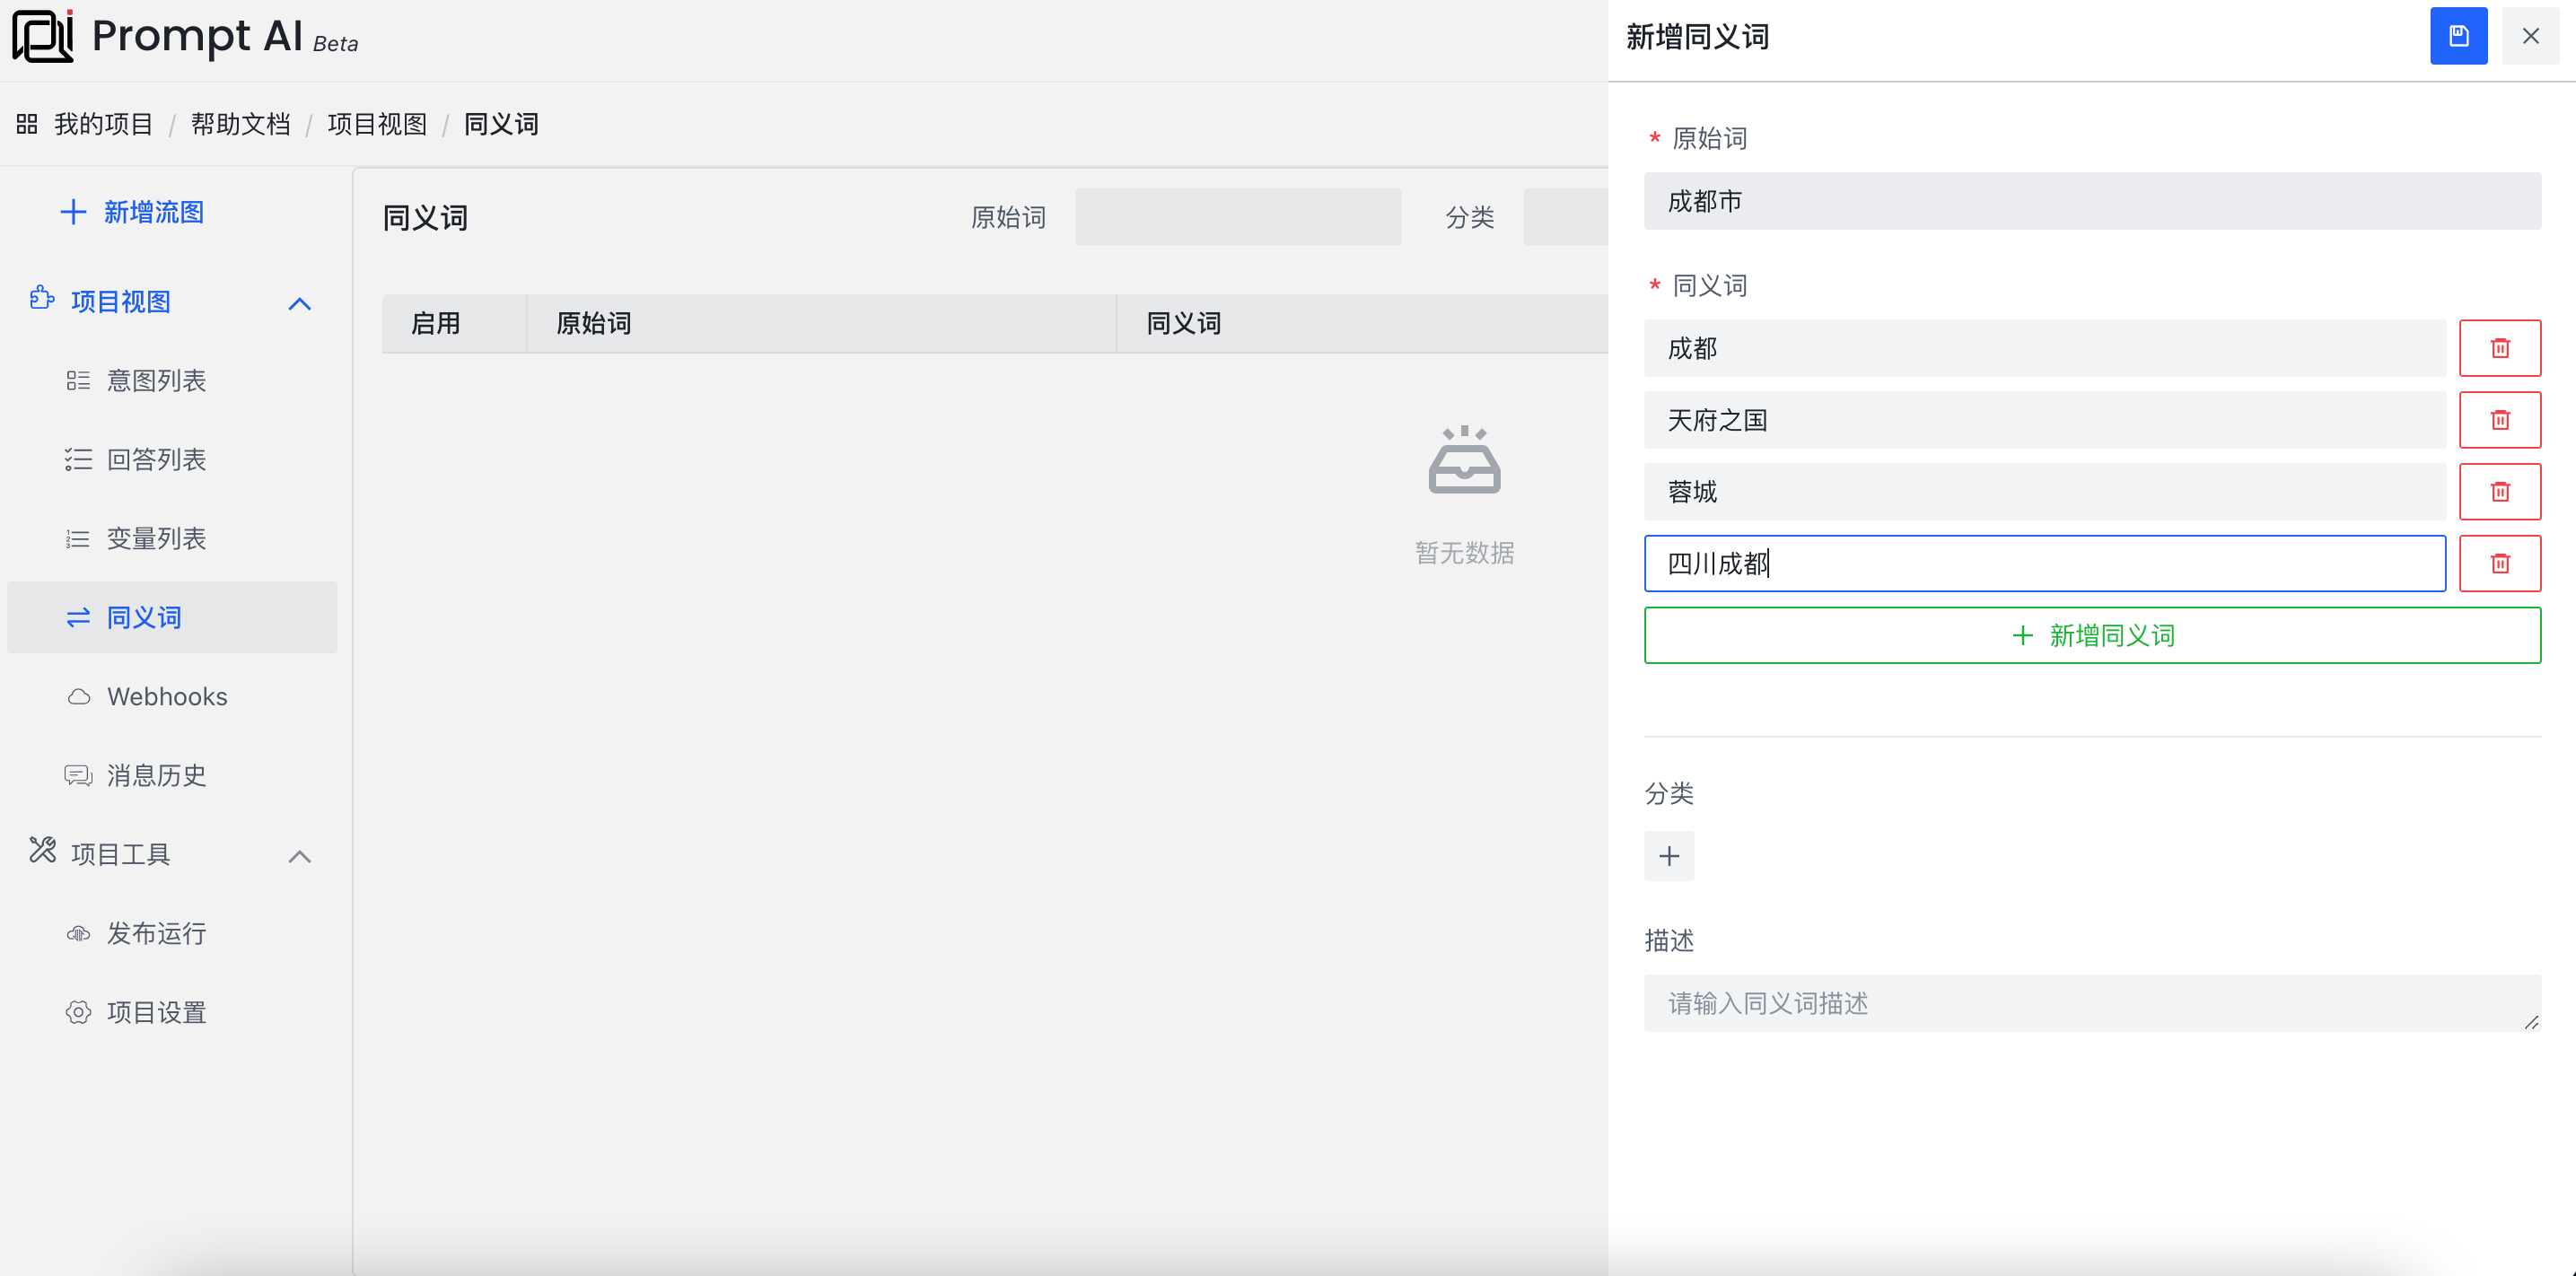 Prompt AI Beta
我的项目 / 帮助文档 / 项目视图 / 同义词
新增流图
项目视图
意图列表
回答列表
变量列表
同义词
Webhooks
消息历史
项目工具
发布运行
项目设置
同义词 原始词 分类
启用 原始词 同义词
暂无数据
新增同义词
* 原始词
成都市
* 同义词
成都
天府之国
蓉城
四川成都
新增同义词
分类
描述
请输入同义词描述